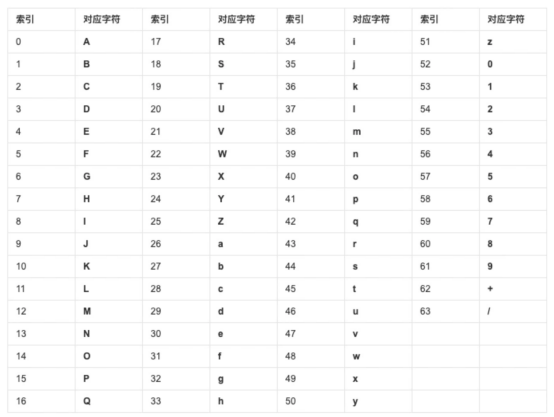 索引 对应字符 索引 对应字符 索引 对应字符 索引 对应字符
0 A 17 R 34 i 51 z
1 B 18 S 35 j 52 0
2 C 19 T 36 k 53 1
3 D 20 U 37 l 54 2
4 E 21 V 38 m 55 3
5 F 22 W 39 n 56 4
6 G 23 X 40 o 57 5
7 H 24 Y 41 p 58 6
8 I 25 Z 42 q 59 7
9 J 26 a 43 r 60 8
10 K 27 b 44 s 61 9
11 L 28 c 45 t 62 +
12 M 29 d 46 u 63 /
13 N 30 e 47 v
14 O 31 f 48 w
15 P 32 g 49 x
16 Q 33 h 50 y